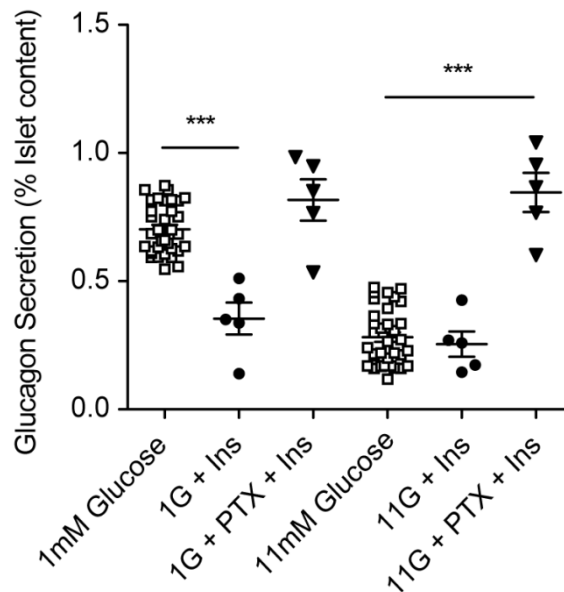 Glucagon Secretion (% Islet content)
1.5
1.0
0.5
0.0
***
***
1mM Glucose
1G + Ins
1G + PTX + Ins
11mM Glucose
11G + Ins
11G + PTX + Ins